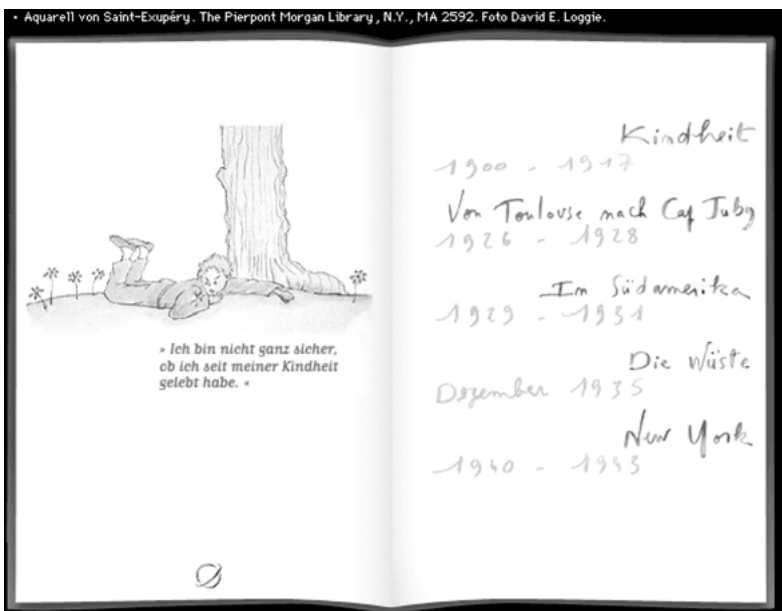 • Aquarell von Saint-Exupéry. The Pierpont Morgan Library, N.Y., MA 2592. Foto David E. Loggie.
» Ich bin nicht ganz sicher,
ob ich seit meiner Kindheit
gelebt habe. «
Kindheit
1900 - 1917
Von Toulouse nach Cap Juby
1926 - 1928
Im Südamerika
1929 - 1931
Die Wüste
Dezember 1935
New York
1940 - 1943